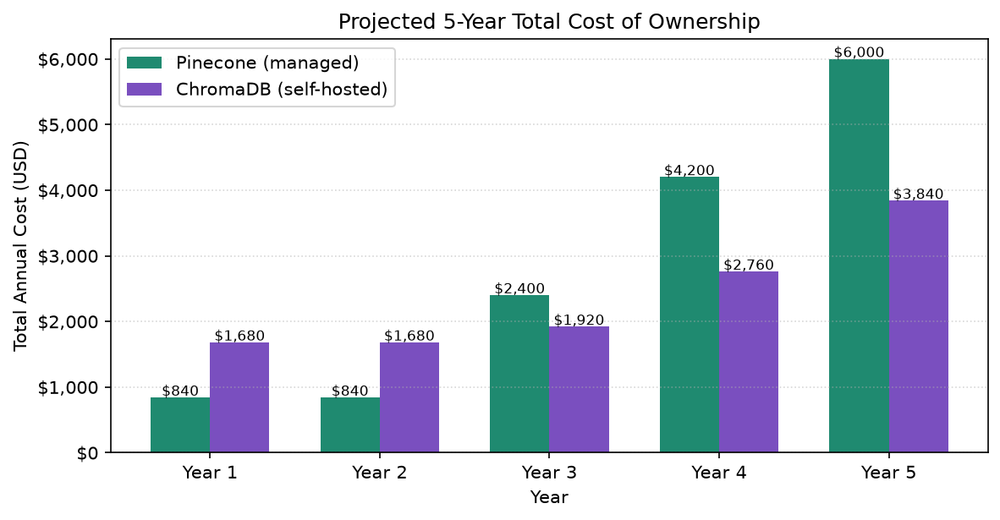 Projected 5-Year Total Cost of Ownership
Pinecone (managed)
ChromaDB (self-hosted)
Total Annual Cost (USD)
$6,000
$5,000
$4,000
$3,000
$2,000
$1,000
$0
$840
$1,680
$840
$1,680
$2,400
$1,920
$4,200
$2,760
$6,000
$3,840
Year 1
Year 2
Year 3
Year 4
Year 5
Year